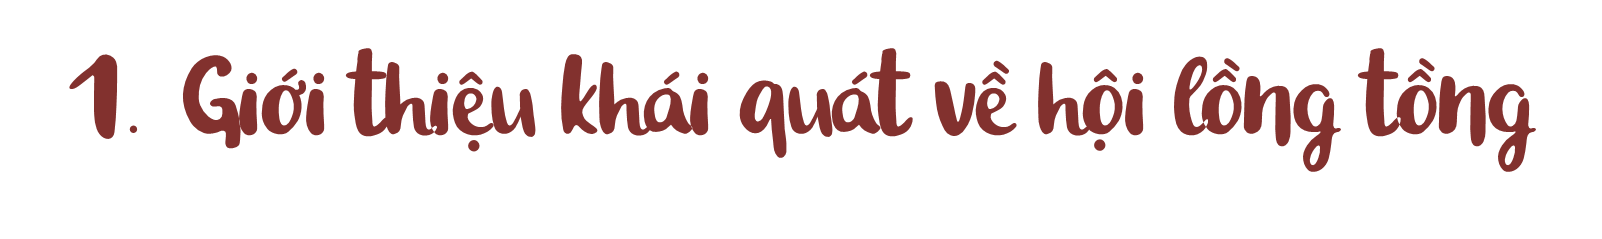 1. Giới thiệu khái quát về hội lồng tồng